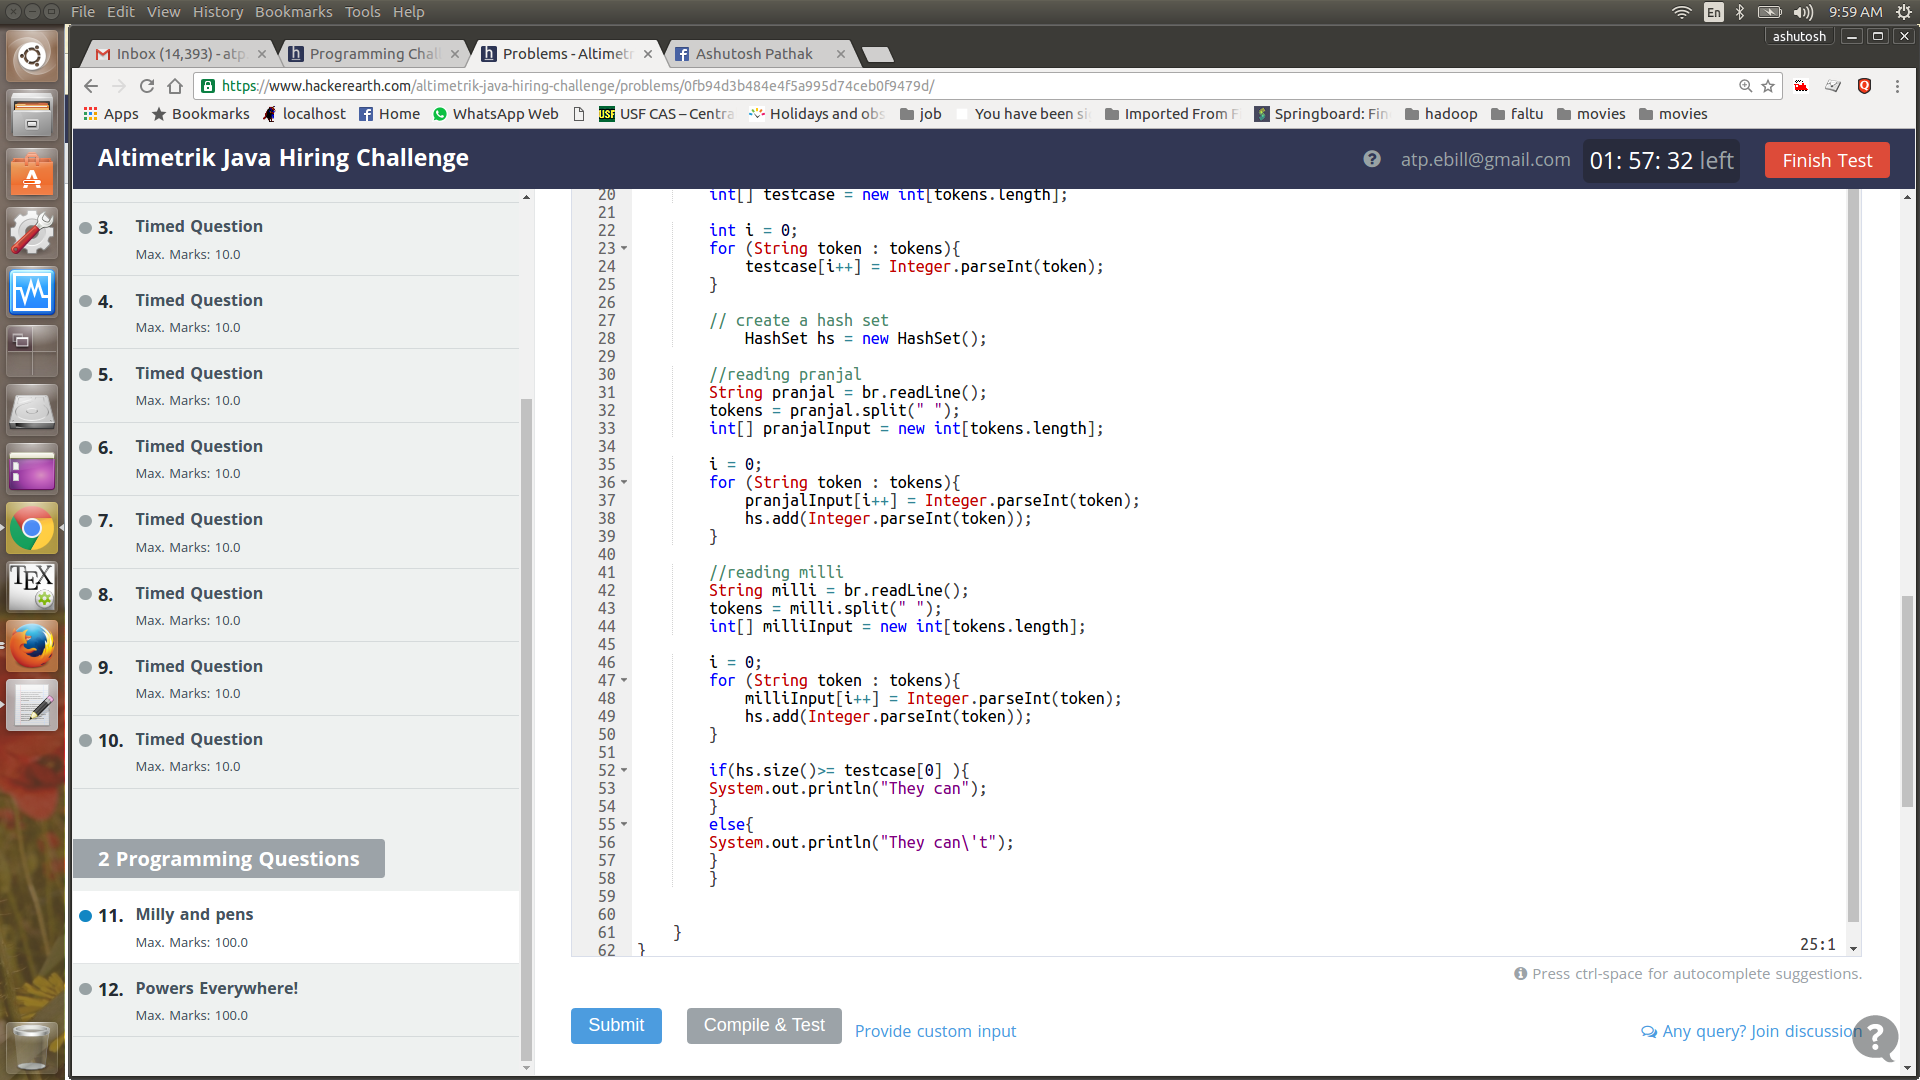 File Edit View History Bookmarks Tools Help
En
9:59 AM
ashutosh
Inbox (14,393) - atp
Programming Chal
Problems - Altimetr
Ashutosh Pathak
https://www.hackerearth.com/altimetrik-java-hiring-challenge/problems/0fb94d3b484e4f5a995d74ceb0f9479d/
Apps Bookmarks localhost Home WhatsApp Web USF CAS – Centra Holidays and obs job You have been si Imported From F Springboard: Fin hadoop faltu movies movies
Altimetrik Java Hiring Challenge
atp.ebill@gmail.com
01: 57: 32 left
Finish Test
3. Timed Question
Max. Marks: 10.0
4. Timed Question
Max. Marks: 10.0
5. Timed Question
Max. Marks: 10.0
6. Timed Question
Max. Marks: 10.0
7. Timed Question
Max. Marks: 10.0
8. Timed Question
Max. Marks: 10.0
9. Timed Question
Max. Marks: 10.0
10. Timed Question
Max. Marks: 10.0
2 Programming Questions
11. Milly and pens
Max. Marks: 100.0
12. Powers Everywhere!
Max. Marks: 100.0
20 int[] testcase = new int[tokens.length];
21
22 int i = 0;
23 for (String token : tokens){
24 testcase[i++] = Integer.parseInt(token);
25 }
26
27 // create a hash set
28 HashSet hs = new HashSet();
29
30 //reading pranjal
31 String pranjal = br.readLine();
32 tokens = pranjal.split(" ");
33 int[] pranjalInput = new int[tokens.length];
34
35 i = 0;
36 for (String token : tokens){
37 pranjalInput[i++] = Integer.parseInt(token);
38 hs.add(Integer.parseInt(token));
39 }
40
41 //reading milli
42 String milli = br.readLine();
43 tokens = milli.split(" ");
44 int[] milliInput = new int[tokens.length];
45
46 i = 0;
47 for (String token : tokens){
48 milliInput[i++] = Integer.parseInt(token);
49 hs.add(Integer.parseInt(token));
50 }
51
52 if(hs.size()>= testcase[0] ){
53 System.out.println("They can");
54 }
55 else{
56 System.out.println("They can\'t");
57 }
58 }
59
60
61 }
62 }
25:1
Press ctrl-space for autocomplete suggestions.
Submit
Compile & Test
Provide custom input
Any query? Join discussion